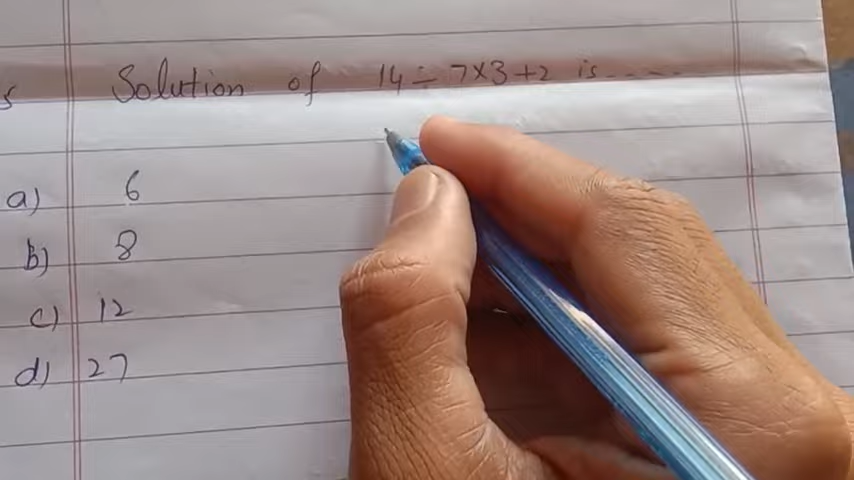 s Solution of 14 ÷ 7×3+2 is.....
a) 6
b) 8
c) 12
d) 27